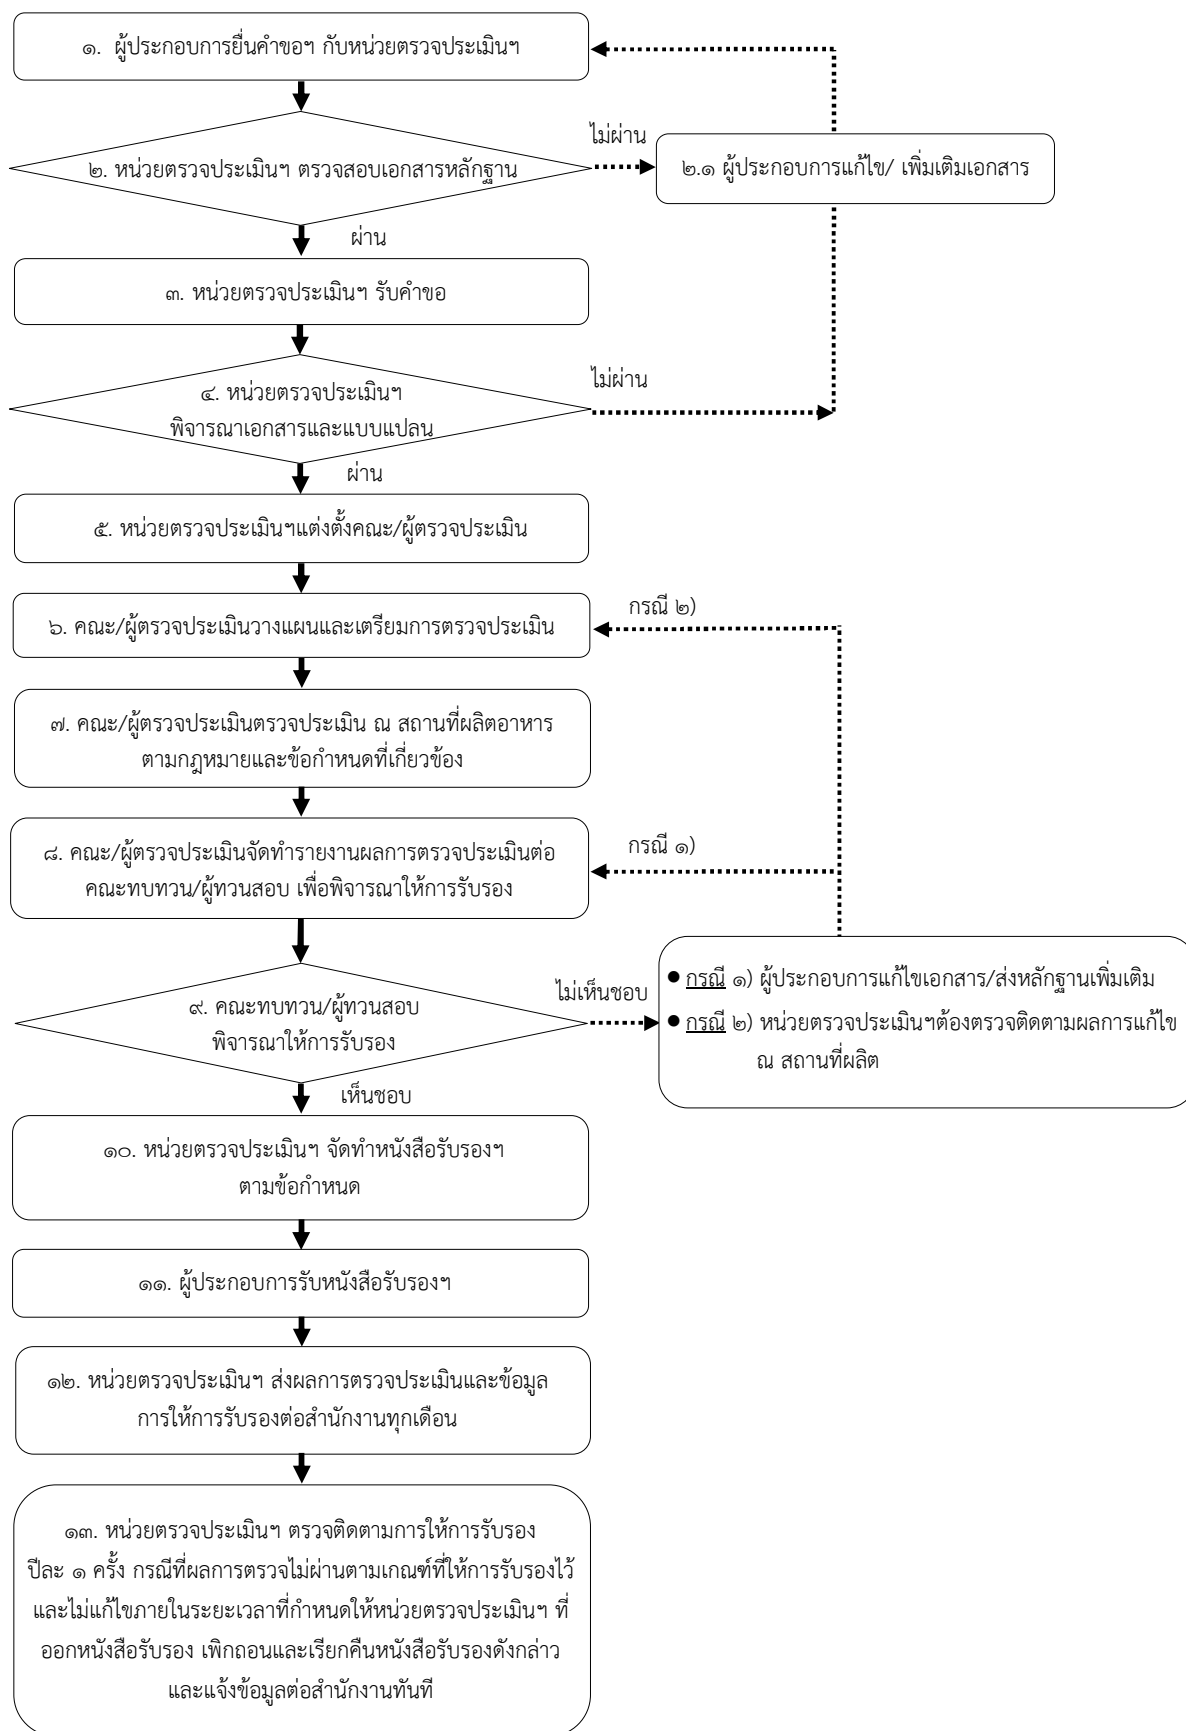 ๑. ผู้ประกอบการยื่นคำขอฯ กับหน่วยตรวจประเมินฯ
ไม่ผ่าน
๒. หน่วยตรวจประเมินฯ ตรวจสอบเอกสารหลักฐาน
๒.๑ ผู้ประกอบการแก้ไข/ เพิ่มเติมเอกสาร
ผ่าน
๓. หน่วยตรวจประเมินฯ รับคำขอ
ไม่ผ่าน
๔. หน่วยตรวจประเมินฯ
พิจารณาเอกสารและแบบแปลน
ผ่าน
๕. หน่วยตรวจประเมินฯแต่งตั้งคณะ/ผู้ตรวจประเมิน
กรณี ๒)
๖. คณะ/ผู้ตรวจประเมินวางแผนและเตรียมการตรวจประเมิน
๗. คณะ/ผู้ตรวจประเมินตรวจประเมิน ณ สถานที่ผลิตอาหาร
ตามกฎหมายและข้อกำหนดที่เกี่ยวข้อง
กรณี ๑)
๘. คณะ/ผู้ตรวจประเมินจัดทำรายงานผลการตรวจประเมินต่อ
คณะทบทวน/ผู้ทวนสอบ เพื่อพิจารณาให้การรับรอง
ไม่เห็นชอบ
๙. คณะทบทวน/ผู้ทวนสอบ
พิจารณาให้การรับรอง
● กรณี ๑) ผู้ประกอบการแก้ไขเอกสาร/ส่งหลักฐานเพิ่มเติม
● กรณี ๒) หน่วยตรวจประเมินฯต้องตรวจติดตามผลการแก้ไข
ณ สถานที่ผลิต
เห็นชอบ
๑๐. หน่วยตรวจประเมินฯ จัดทำหนังสือรับรองฯ
ตามข้อกำหนด
๑๑. ผู้ประกอบการรับหนังสือรับรองฯ
๑๒. หน่วยตรวจประเมินฯ ส่งผลการตรวจประเมินและข้อมูล
การให้การรับรองต่อสำนักงานทุกเดือน
๑๓. หน่วยตรวจประเมินฯ ตรวจติดตามการให้การรับรอง
ปีละ ๑ ครั้ง กรณีที่ผลการตรวจไม่ผ่านตามเกณฑ์ที่ให้การรับรองไว้
และไม่แก้ไขภายในระยะเวลาที่กำหนดให้หน่วยตรวจประเมินฯ ที่
ออกหนังสือรับรอง เพิกถอนและเรียกคืนหนังสือรับรองดังกล่าว
และแจ้งข้อมูลต่อสำนักงานทันที